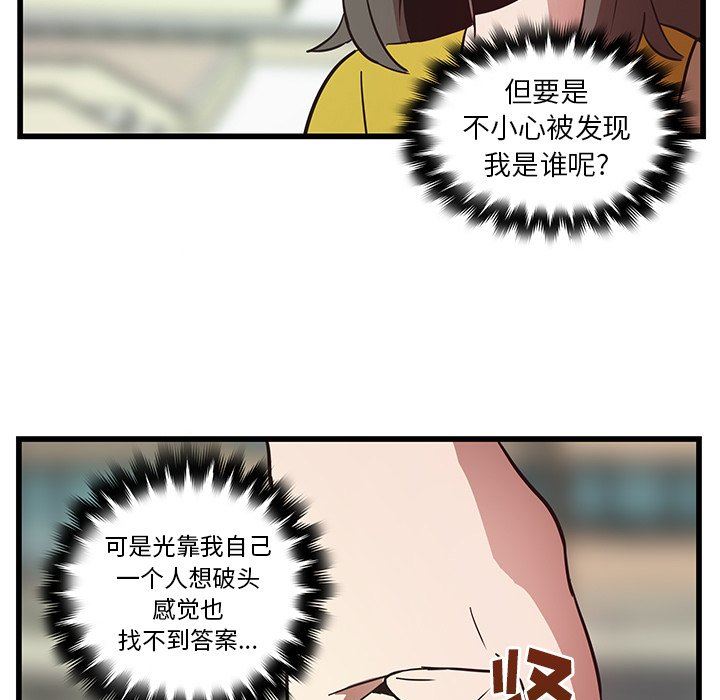 但要是
不小心被发现
我是谁呢?
可是光靠我自己
一个人想破头
感觉也
找不到答案...